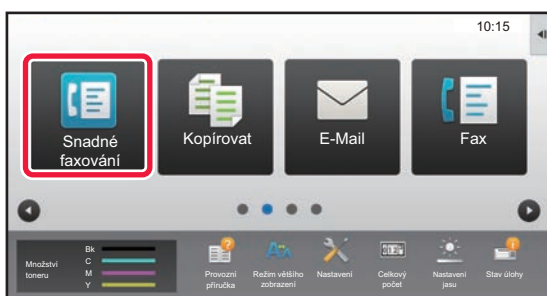 10:15
Snadné
faxování
Kopírovat
E-Mail
Fax
Množství
toneru
Bk
C
M
Y
Provozní
příručka
Režim většího
zobrazení
Nastavení
Celkový
počet
Nastavení
jasu
Stav úlohy